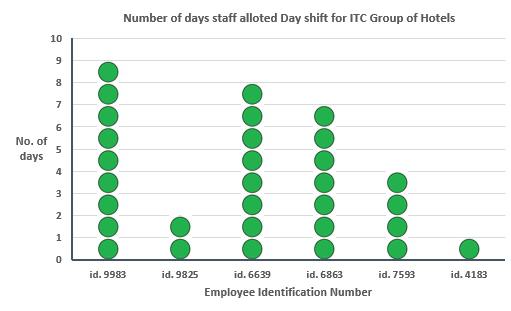 Number of days staff alloted Day shift for ITC Group of Hotels
10
9
8
7
6
5
4
3
2
1
0
No. of
days
id. 9983 id. 9825 id. 6639 id. 6863 id. 7593 id. 4183
Employee Identification Number